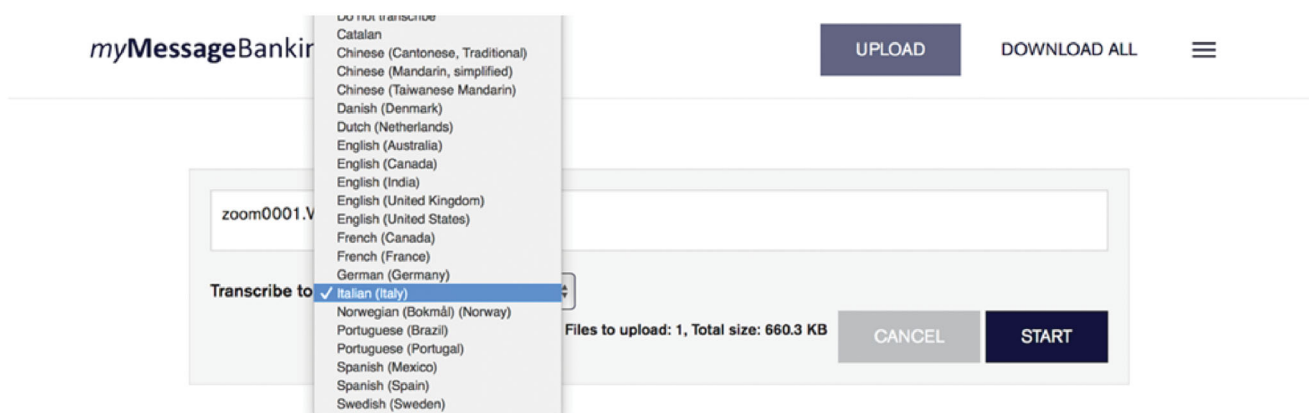 myMessageBankin
UPLOAD
DOWNLOAD ALL
Do not transcribe
Catalan
Chinese (Cantonese, Traditional)
Chinese (Mandarin, simplified)
Chinese (Taiwanese Mandarin)
Danish (Denmark)
Dutch (Netherlands)
English (Australia)
English (Canada)
English (India)
English (United Kingdom)
English (United States)
French (Canada)
French (France)
German (Germany)
✓ Italian (Italy)
Norwegian (Bokmål) (Norway)
Portuguese (Brazil)
Portuguese (Portugal)
Spanish (Mexico)
Spanish (Spain)
Swedish (Sweden)
zoom0001.V
Transcribe to
Files to upload: 1, Total size: 660.3 KB
CANCEL
START